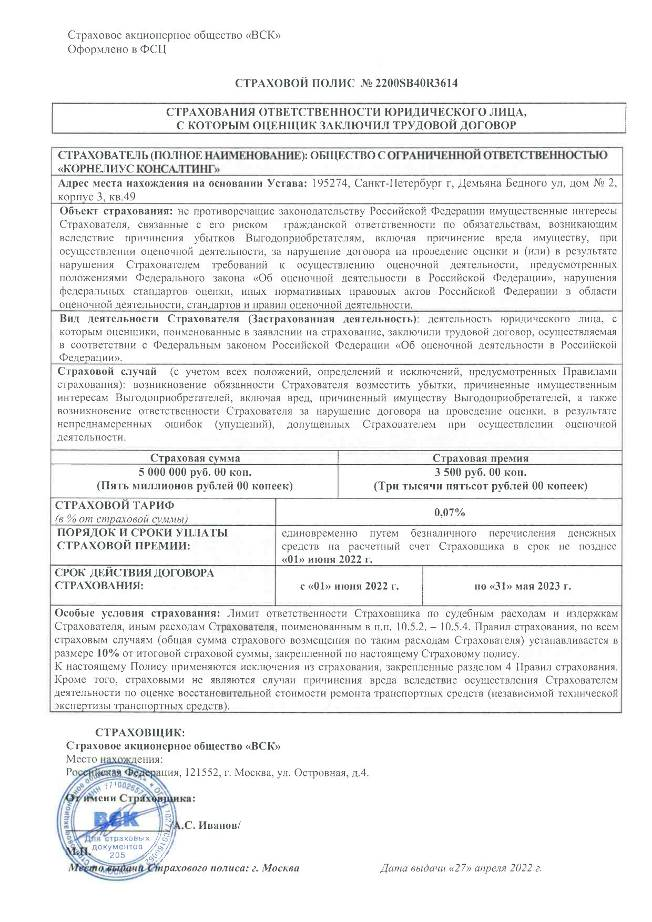 Страховое акционерное общество «ВСК»
Оформлено в ФСЦ
СТРАХОВОЙ ПОЛИС № 2200SB40R3614
СТРАХОВАНИЯ ОТВЕТСТВЕННОСТИ ЮРИДИЧЕСКОГО ЛИЦА,
С КОТОРЫМ ОЦЕНЩИК ЗАКЛЮЧИЛ ТРУДОВОЙ ДОГОВОР
СТРАХОВАТЕЛЬ (ПОЛНОЕ НАИМЕНОВАНИЕ): ОБЩЕСТВО С ОГРАНИЧЕННОЙ ОТВЕТСТВЕННОСТЬЮ
«КОРНЕЛИУС КОНСАЛТИНГ»
Адрес места нахождения на основании Устава: 195274, Санкт-Петербург г, Демьяна Бедного ул, дом № 2,
корпус 3, кв.49
Объект страхования: не противоречащие законодательству Российской Федерации имущественные интересы
Страхователя, связанные с его риском гражданской ответственности по обязательствам, возникающим
вследствие причинения убытков Выгодоприобретателям, включая причинение вреда имуществу, при
осуществлении оценочной деятельности, за нарушение договора на проведение оценки и (или) в результате
нарушения Страхователем требований к осуществлению оценочной деятельности, предусмотренных
положениями Федерального закона «Об оценочной деятельности в Российской Федерации», нарушения
федеральных стандартов оценки, иных нормативных правовых актов Российской Федерации в области
оценочной деятельности, стандартов и правил оценочной деятельности.
Вид деятельности Страхователя (Застрахованная деятельность): деятельность юридического лица, с
которым оценщики, поименованные в заявлении на страхование, заключили трудовой договор, осуществляемая
в соответствии с Федеральным законом Российской Федерации «Об оценочной деятельности в Российской
Федерации».
Страховой случай (с учетом всех положений, определений и исключений, предусмотренных Правилами
страхования): возникновение обязанности Страхователя возместить убытки, причиненные имущественным
интересам Выгодоприобретателей, включая вред, причиненный имуществу Выгодоприобретателей, а также
возникновение ответственности Страхователя за нарушение договора на проведение оценки, в результате
непреднамеренных ошибок (упущений), допущенных Страхователем при осуществлении оценочной
деятельности.
Страховая сумма Страховая премия
5 000 000 руб. 00 коп. 3 500 руб. 00 коп.
(Пять миллионов рублей 00 копеек) (Три тысячи пятьсот рублей 00 копеек)
СТРАХОВОЙ ТАРИФ
(в % от страховой суммы) 0,07%
ПОРЯДОК И СРОКИ УПЛАТЫ единовременно путем безналичного перечисления денежных
СТРАХОВОЙ ПРЕМИИ: средств на расчетный счет Страховщика в срок не позднее
«01» июня 2022 г.
СРОК ДЕЙСТВИЯ ДОГОВОРА
СТРАХОВАНИЯ: с «01» июня 2022 г. по «31» мая 2023 г.
Особые условия страхования: Лимит ответственности Страховщика по судебным расходам и издержкам
Страхователя, иным расходам Страхователя, поименованным в п.п. 10.5.2. – 10.5.4. Правил страхования, по всем
страховым случаям (общая сумма страхового возмещения по таким расходам Страхователя) устанавливается в
размере 10% от итоговой страховой суммы, закрепленной по настоящему Страховому полису.
К настоящему Полису применяются исключения из страхования, закрепленные разделом 4 Правил страхования.
Кроме того, страховыми не являются случаи причинения вреда вследствие осуществления Страхователем
деятельности по оценке восстановительной стоимости ремонта транспортных средств (независимой технической
экспертизы транспортных средств).
СТРАХОВЩИК:
Страховое акционерное общество «ВСК»
Место нахождения:
Российская Федерация, 121552, г. Москва, ул. Островная, д.4.
От имени Страховщика:
/А.С. Иванов/
ВСК
Для страховых
документов
205
М.П.
Место выдачи Страхового полиса: г. Москва Дата выдачи «27» апреля 2022 г.